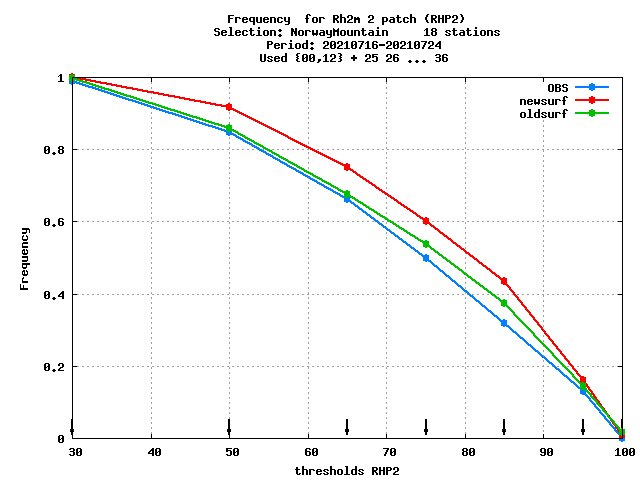 Frequency  for Rh2m 2 patch (RHP2)
Selection: NorwayMountain     18 stations
Period: 20210716-20210724
Used {00,12} + 25 26 ... 36
OBS
newsurf
oldsurf
1
0.8
0.6
0.4
0.2
0
Frequency
30 40 50 60 70 80 90 100
thresholds RHP2